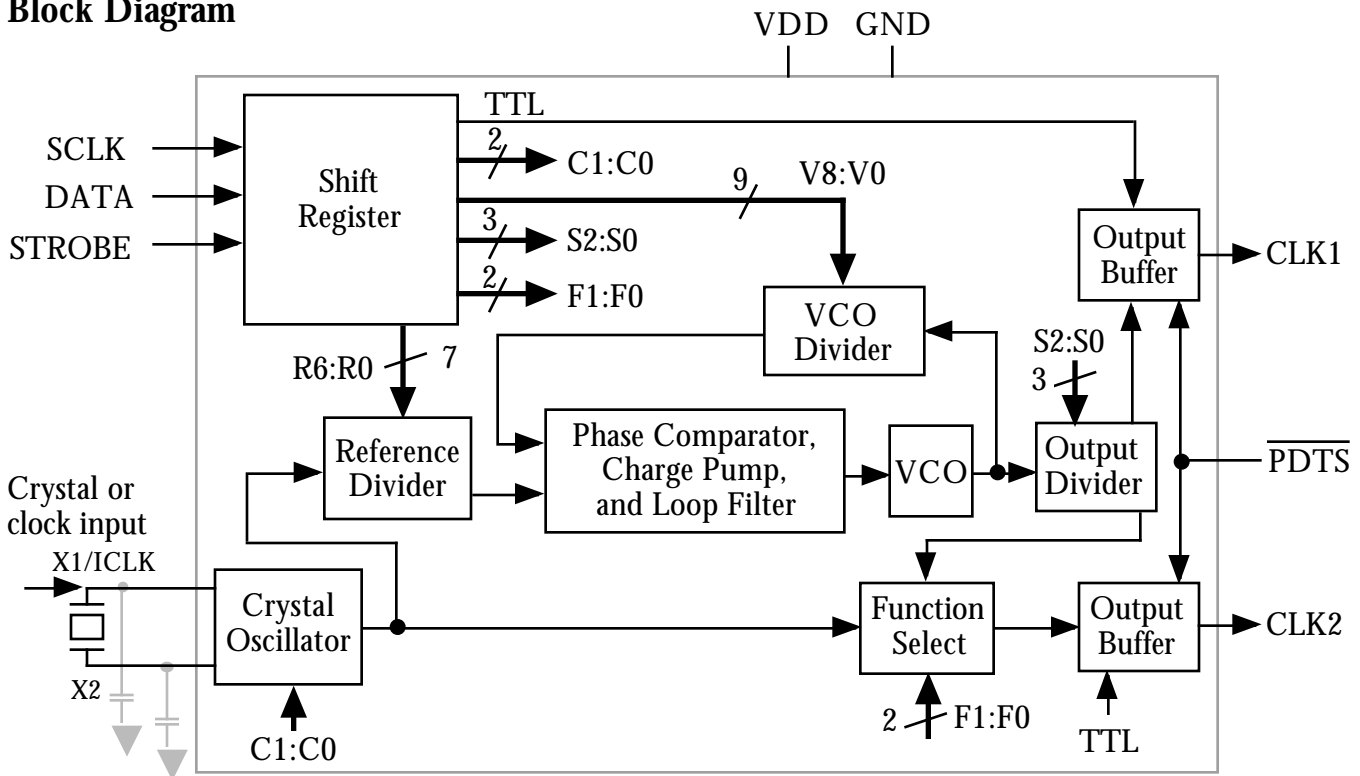 Block Diagram
VDD GND
TTL
SCLK
DATA
STROBE
Shift
Register
2
C1:C0
9
V8:V0
3
S2:S0
2
F1:F0
Output
Buffer
CLK1
VCO
Divider
R6:R0
7
S2:S0
3
Reference
Divider
Phase Comparator,
Charge Pump,
and Loop Filter
VCO
Output
Divider
PDTS
Crystal or
clock input
X1/ICLK
Crystal
Oscillator
Function
Select
Output
Buffer
CLK2
X2
C1:C0
2
F1:F0
TTL